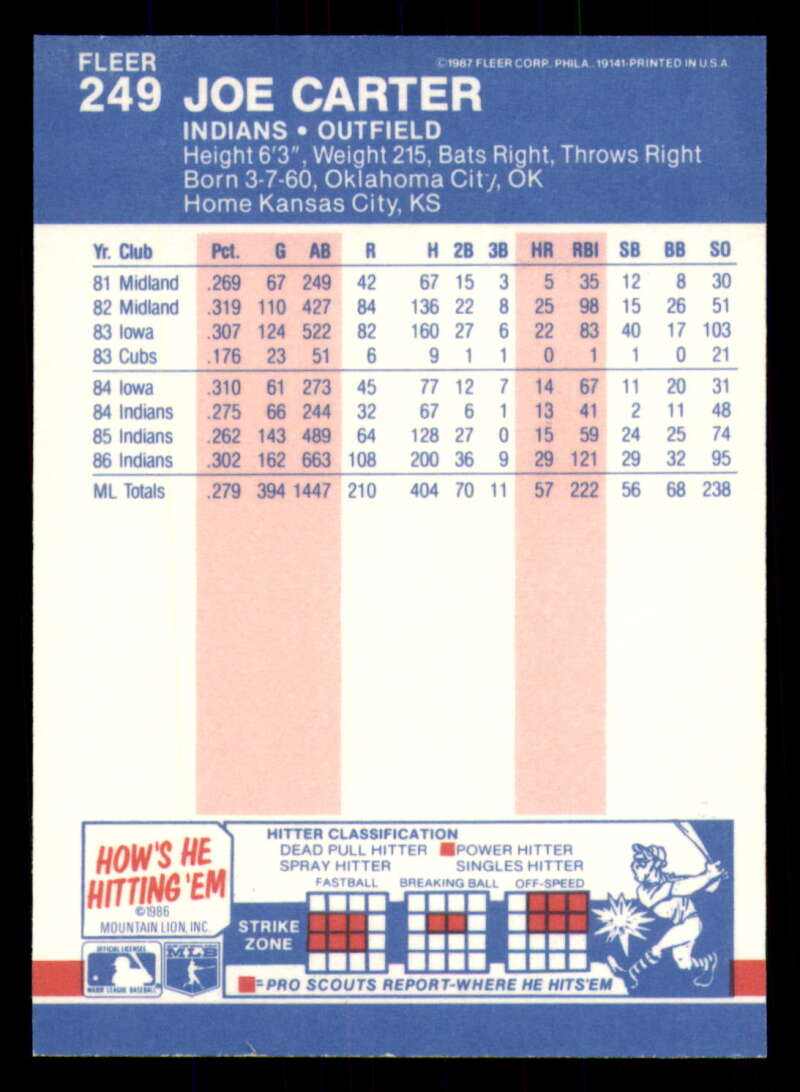 FLEER ©1987 FLEER CORP. PHILA., 19141-PRINTED IN U.S.A.
249 JOE CARTER
INDIANS • OUTFIELD
Height 6'3", Weight 215, Bats Right, Throws Right
Born 3-7-60, Oklahoma City, OK
Home Kansas City, KS
Yr. Club Pct. G AB R H 2B 3B HR RBI SB BB SO
81 Midland .269 67 249 42 67 15 3 5 35 12 8 30
82 Midland .319 110 427 84 136 22 8 25 98 15 26 51
83 Iowa .307 124 522 82 160 27 6 22 83 40 17 103
83 Cubs .176 23 51 6 9 1 1 0 1 1 0 21
84 Iowa .310 61 273 45 77 12 7 14 67 11 20 31
84 Indians .275 66 244 32 67 6 1 13 41 2 11 48
85 Indians .262 143 489 64 128 27 0 15 59 24 25 74
86 Indians .302 162 663 108 200 36 9 29 121 29 32 95
ML Totals .279 394 1447 210 404 70 11 57 222 56 68 238
HOW'S HE
HITTING 'EM
©1986
MOUNTAIN LION, INC.
HITTER CLASSIFICATION
DEAD PULL HITTER POWER HITTER
SPRAY HITTER SINGLES HITTER
FASTBALL BREAKING BALL OFF-SPEED
STRIKE
ZONE
=PRO SCOUTS REPORT-WHERE HE HITS'EM
OFFICIAL LICENSEE
MAJOR LEAGUE BASEBALL
MLB